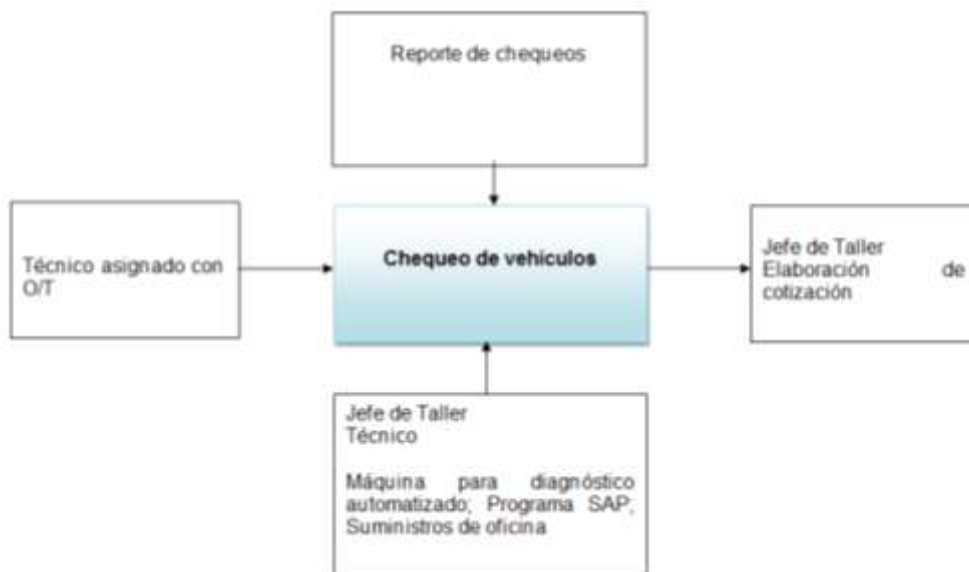 Reporte de chequeos
Técnico asignado con
O/T
Chequeo de vehículos
Jefe de Taller
Elaboración de
cotización
Jefe de Taller
Técnico
Máquina para diagnóstico
automatizado; Programa SAP;
Suministros de oficina